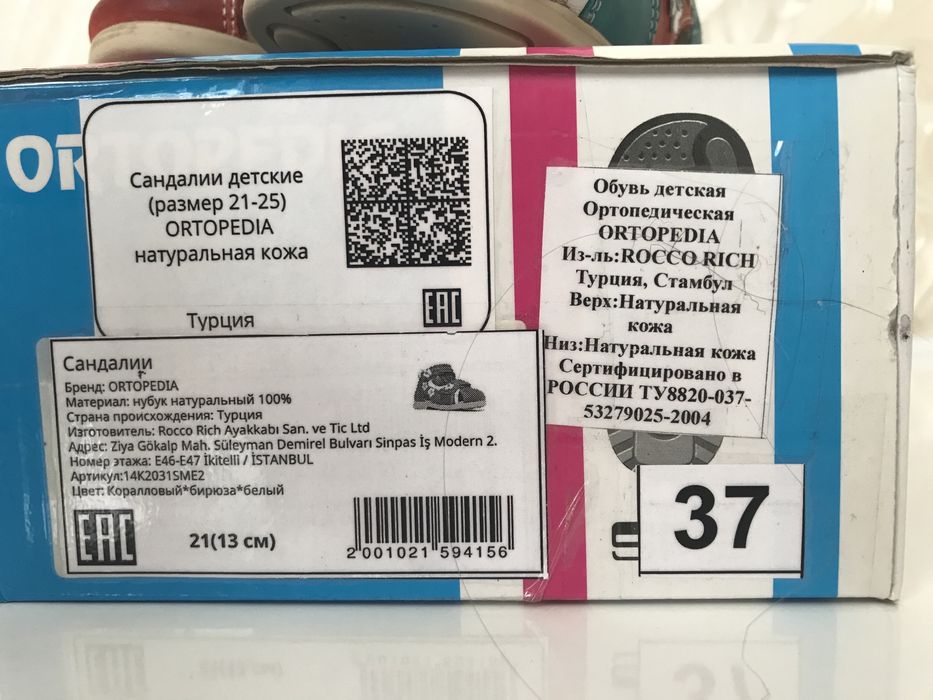 Сандалии детские
(размер 21-25)
ORTOPEDIA
натуральная кожа
EAC
Турция
Обувь детская
Ортопедическая
ORTOPEDIA
Из-ль:ROCCO RICH
Турция, Стамбул
Верх:Натуральная
кожа
Низ:Натуральная кожа
Сертифицировано в
РОССИИ ТУ8820-037-
53279025-2004
Сандалии
Бренд: ORTOPEDIA
Материал: нубук натуральный 100%
Страна происхождения: Турция
Изготовитель: Rocco Rich Ayakkabı San. ve Tic Ltd
Адрес: Ziya Gökalp Mah. Süleyman Demirel Bulvarı Sinpas İş Modern 2.
Номер этажа: E46-E47 İkitelli / İSTANBUL
Артикул:14K2031SME2
Цвет: Коралловый*бирюза*белый
EAC
21(13 см)
2 001021 594156
37